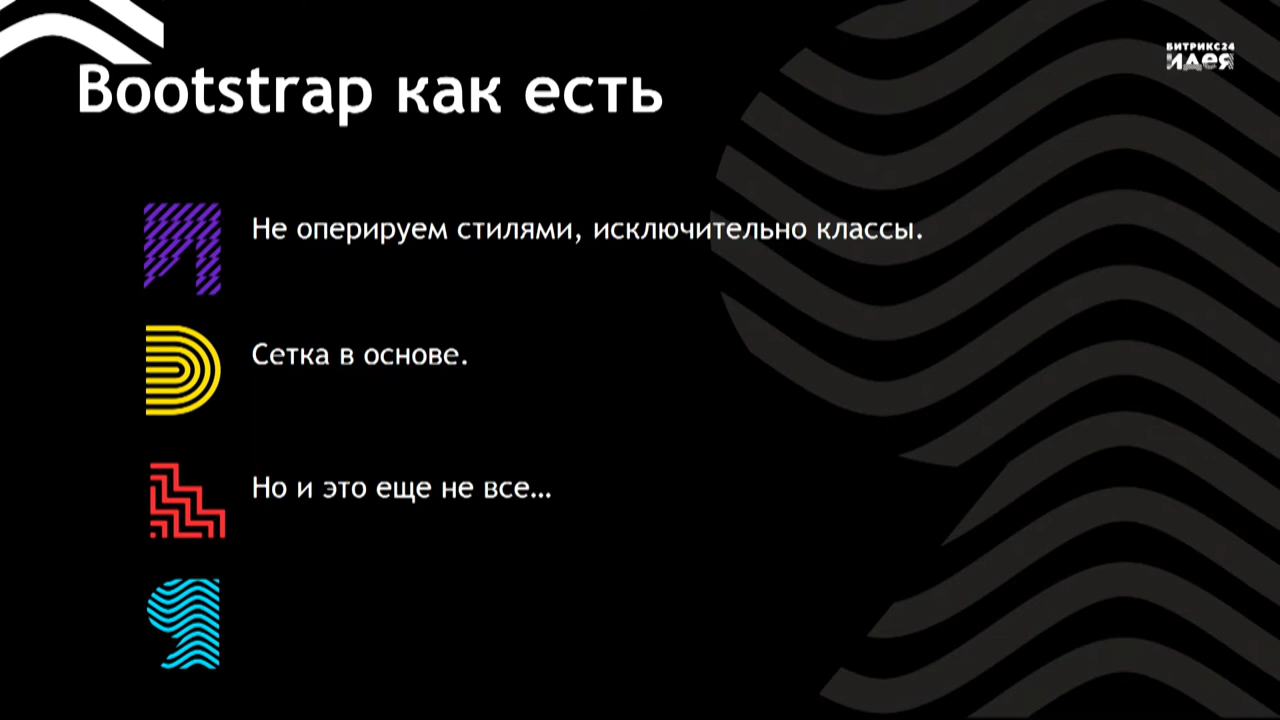 БИТРИКС24
идея
Bootstrap как есть
Не оперируем стилями, исключительно классы.
Сетка в основе.
Но и это еще не все...